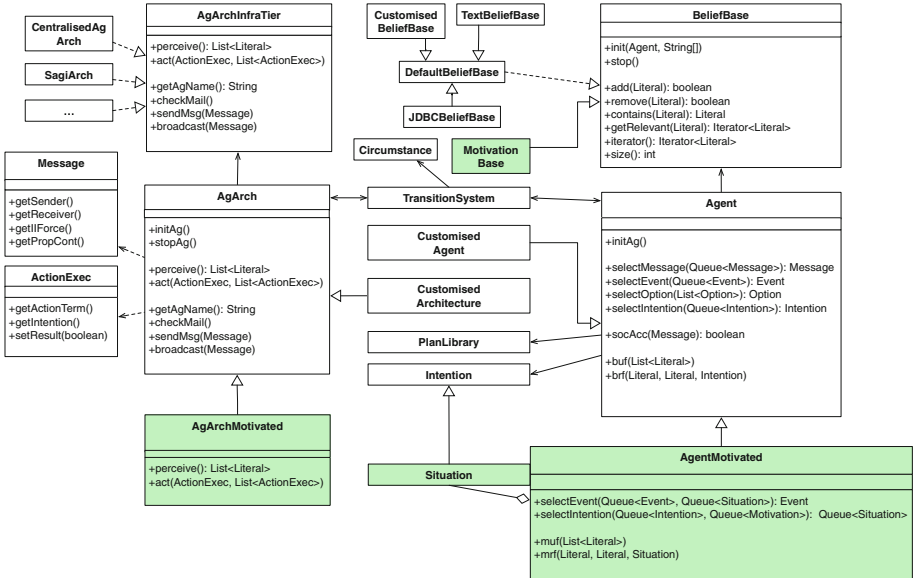 CentralisedAg
Arch
SagiArch
...
AgArchInfraTier
+perceive(): List<Literal>
+act(ActionExec, List<ActionExec>)
+getAgName(): String
+checkMail()
+sendMsg(Message)
+broadcast(Message)
Customised
BeliefBase
TextBeliefBase
DefaultBeliefBase
JDBCBeliefBase
Circumstance
Motivation
Base
BeliefBase
+init(Agent, String[])
+stop()
+add(Literal): boolean
+remove(Literal): boolean
+contains(Literal): Literal
+getRelevant(Literal): Iterator<Literal>
+iterator(): Iterator<Literal>
+size(): int
Message
+getSender()
+getReceiver()
+getIlForce()
+getPropCont()
ActionExec
+getActionTerm()
+getIntention()
+setResult(boolean)
AgArch
+initAg()
+stopAg()
+perceive(): List<Literal>
+act(ActionExec, List<ActionExec>)
+getAgName(): String
+checkMail()
+sendMsg(Message)
+broadcast(Message)
TransitionSystem
Customised
Agent
Customised
Architecture
PlanLibrary
Intention
Agent
+initAg()
+selectMessage(Queue<Message>): Message
+selectEvent(Queue<Event>): Event
+selectOption(List<Option>): Option
+selectIntention(Queue<Intention>): Intention
+socAcc(Message): boolean
+buf(List<Literal>)
+brf(Literal, Literal, Intention)
AgArchMotivated
+perceive(): List<Literal>
+act(ActionExec, List<ActionExec>)
Situation
AgentMotivated
+selectEvent(Queue<Event>, Queue<Situation>): Event
+selectIntention(Queue<Intention>, Queue<Motivation>): Queue<Situation>
+muf(List<Literal>)
+mrf(Literal, Literal, Situation)